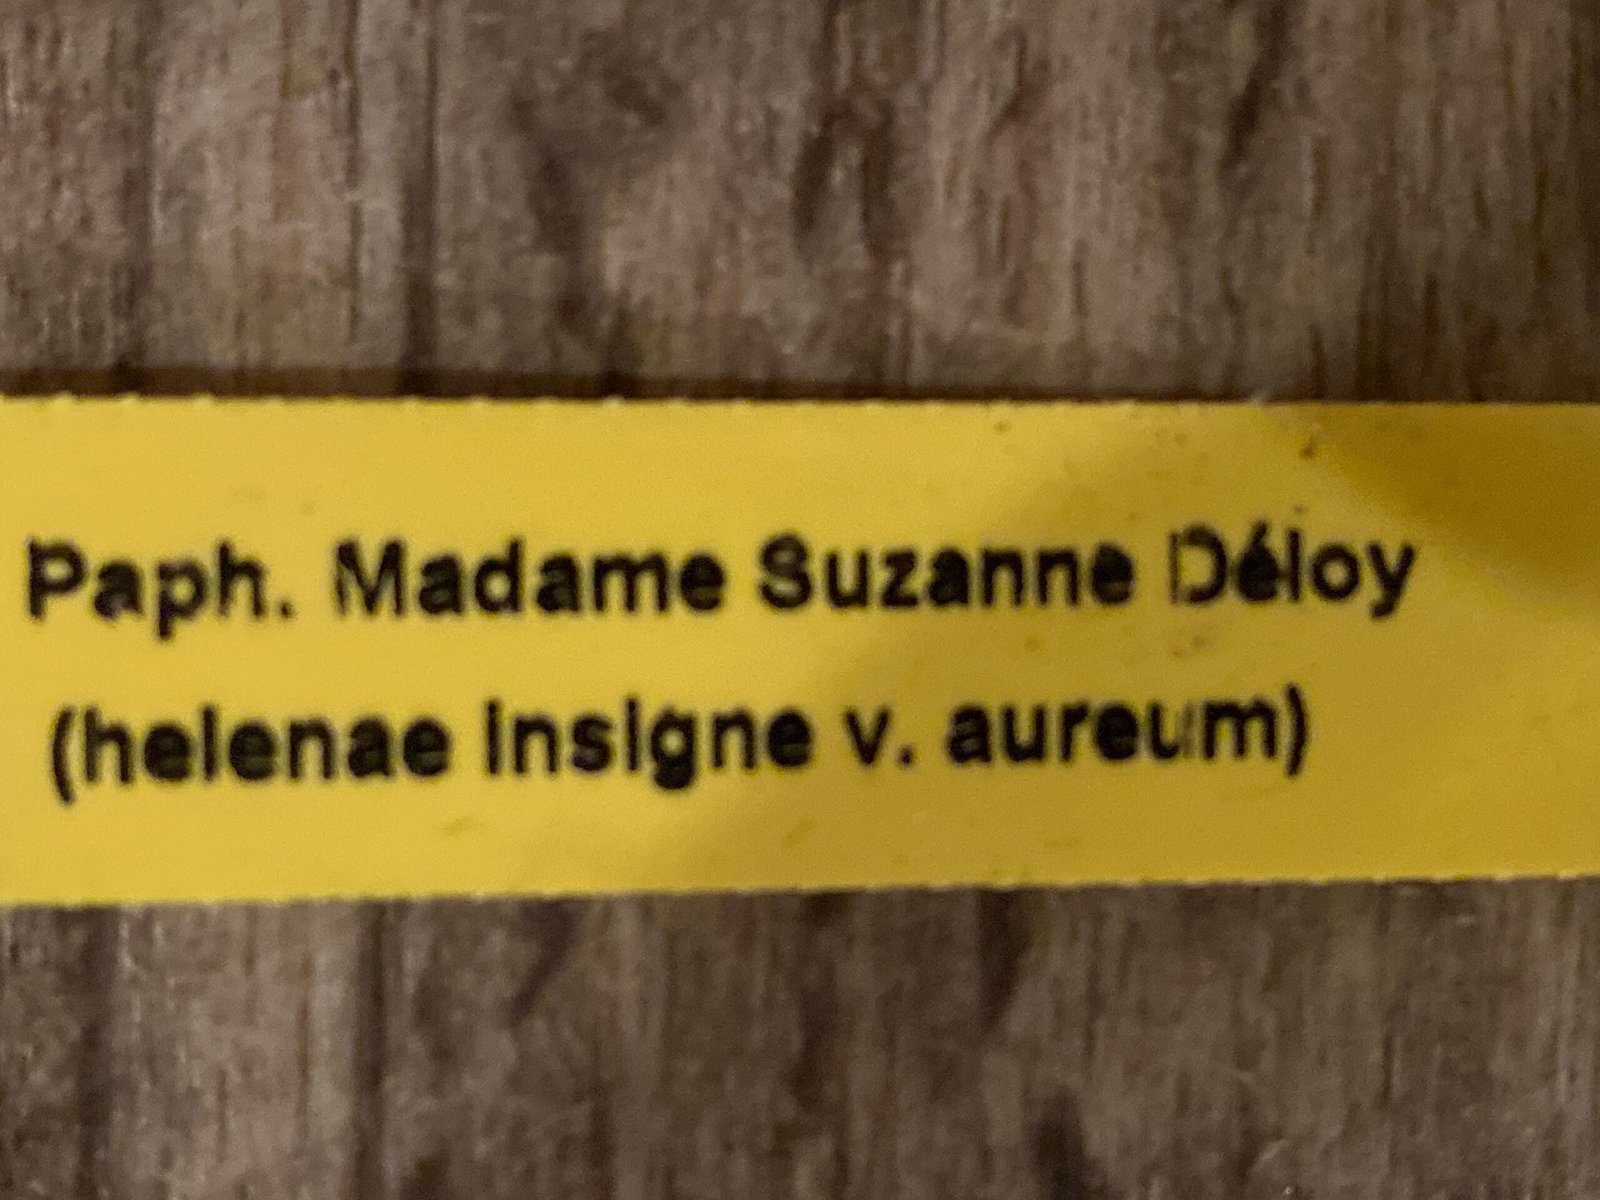 Paph. Madame Suzanne Déloy
(helenae insigne v. aureum)